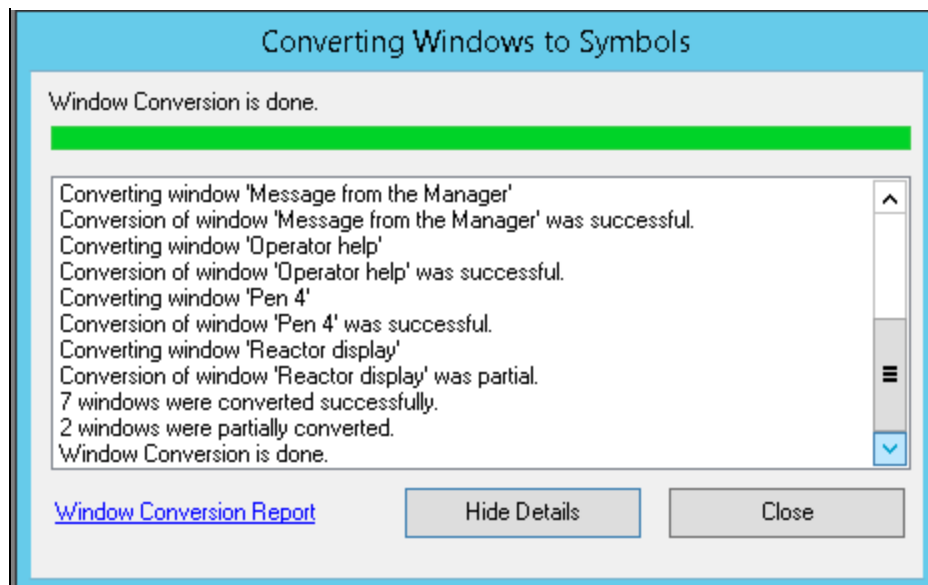 Converting Windows to Symbols
Window Conversion is done.
Converting window 'Message from the Manager'
Conversion of window 'Message from the Manager' was successful.
Converting window 'Operator help'
Conversion of window 'Operator help' was successful.
Converting window 'Pen 4'
Conversion of window 'Pen 4' was successful.
Converting window 'Reactor display'
Conversion of window 'Reactor display' was partial.
7 windows were converted successfully.
2 windows were partially converted.
Window Conversion is done.
Window Conversion Report
Hide Details
Close